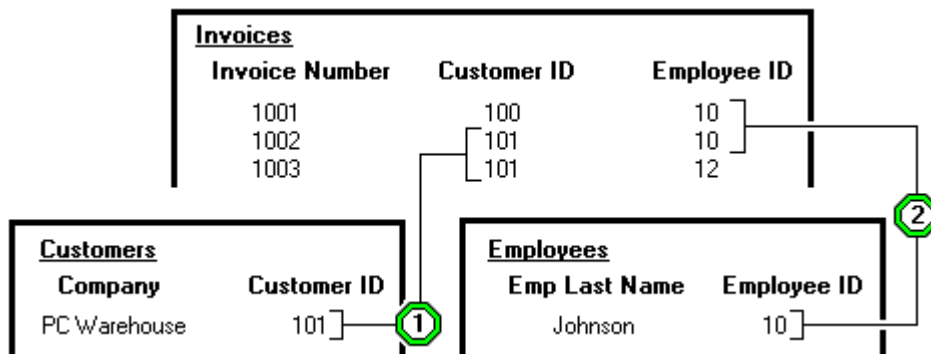 Invoices
Invoice Number Customer ID Employee ID
1001 100 10
1002 101 10
1003 101 12
2
Customers
Company Customer ID
PC Warehouse 101
1
Employees
Emp Last Name Employee ID
Johnson 10